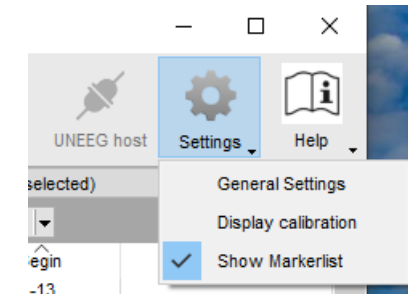 UNEEG host
Settings
Help
selected)
General Settings
Display calibration
Show Markerlist
egin
-13